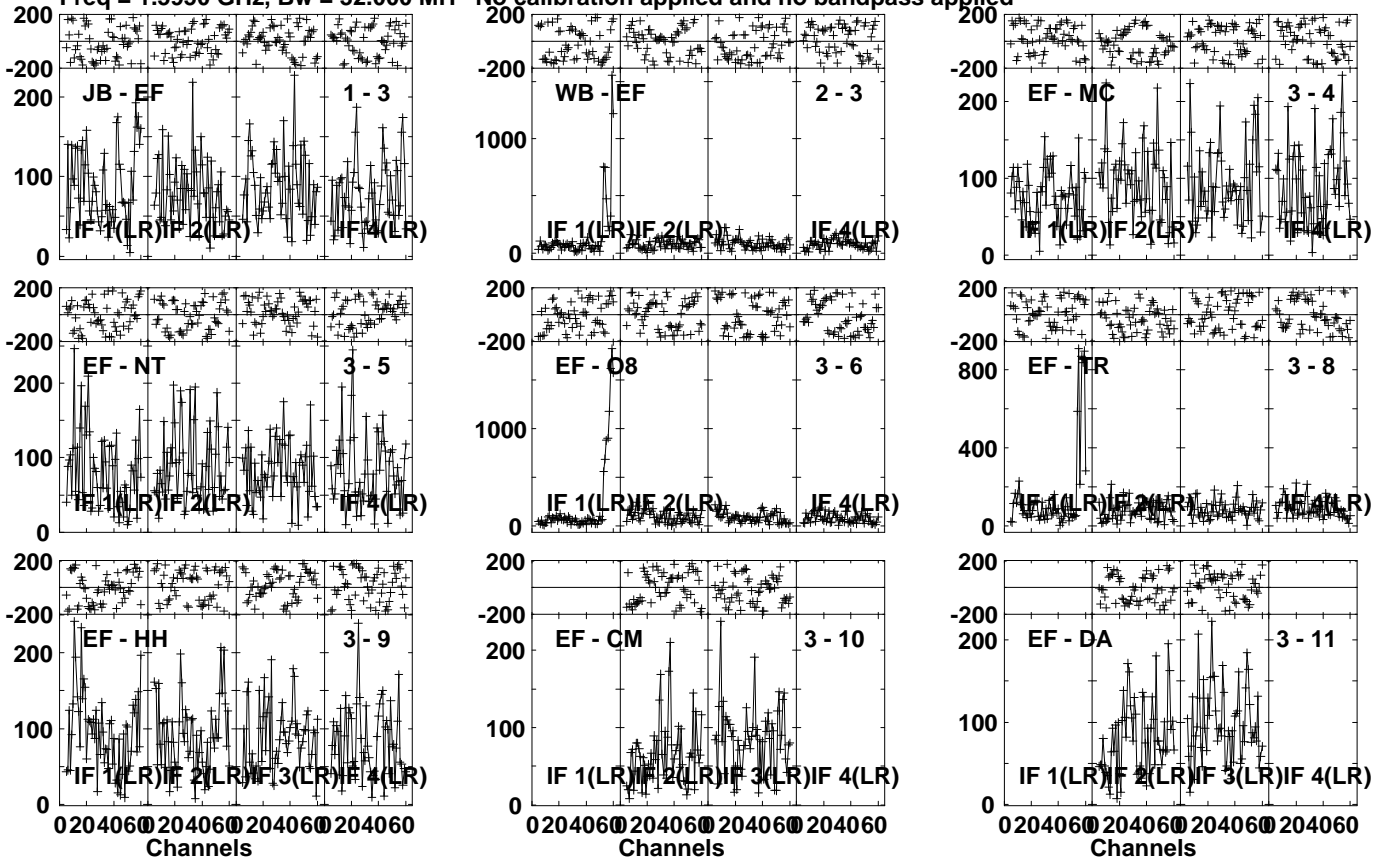 Freq = GHz, Bw = MH No calibration applied and no bandpass applied
200
-200
JB - EF 1 - 3
200
100
0
IF 1(LR) IF 2(LR) IF 4(LR)
200
-200
WB - EF 2 - 3
1000
0
IF 1(LR) IF 2(LR) IF 4(LR)
200
-200
EF - MC 3 - 4
200
100
0
IF 1(LR) IF 2(LR) IF 4(LR)
200
-200
EF - NT 3 - 5
200
100
0
IF 1(LR) IF 2(LR) IF 4(LR)
200
-200
EF - O8 3 - 6
1000
0
IF 1(LR) IF 2(LR) IF 4(LR)
200
-200
EF - TR 3 - 8
800
400
0
IF 1(LR) IF 2(LR) IF 4(LR)
200
-200
EF - HH 3 - 9
200
100
0
IF 1(LR) IF 2(LR) IF 3(LR) IF 4(LR)
0 20 40 60 0 20 40 60 0 20 40 60 0 20 40 60
Channels
200
-200
EF - CM 3 - 10
200
100
0
IF 1(LR) IF 2(LR) IF 3(LR) IF 4(LR)
0 20 40 60 0 20 40 60 0 20 40 60 0 20 40 60
Channels
200
-200
EF - DA 3 - 11
200
100
0
IF 1(LR) IF 2(LR) IF 3(LR) IF 4(LR)
0 20 40 60 0 20 40 60 0 20 40 60 0 20 40 60
Channels